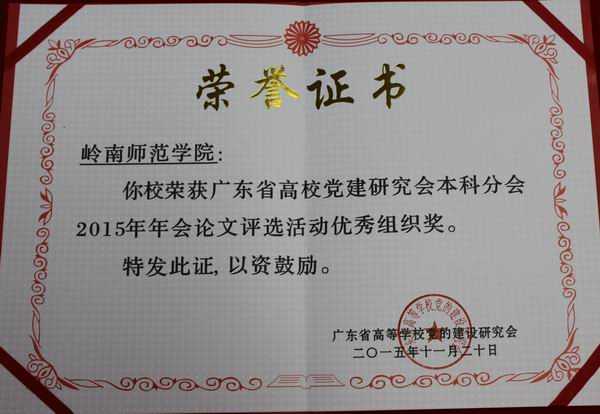 荣誉证书
岭南师范学院:
你校荣获广东省高校党建研究会本科分会
2015年年会论文评选活动优秀组织奖。
特发此证,以资鼓励。
广东省高等学校党的建设研究会
二〇一五年十一月二十日